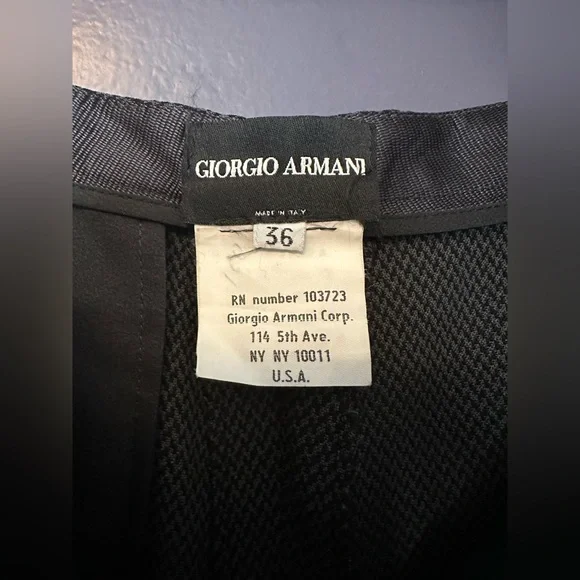 GIORGIO ARMANI
MADE IN ITALY
36
RN number 103723
Giorgio Armani Corp.
114 5th Ave.
NY NY 10011
U.S.A.